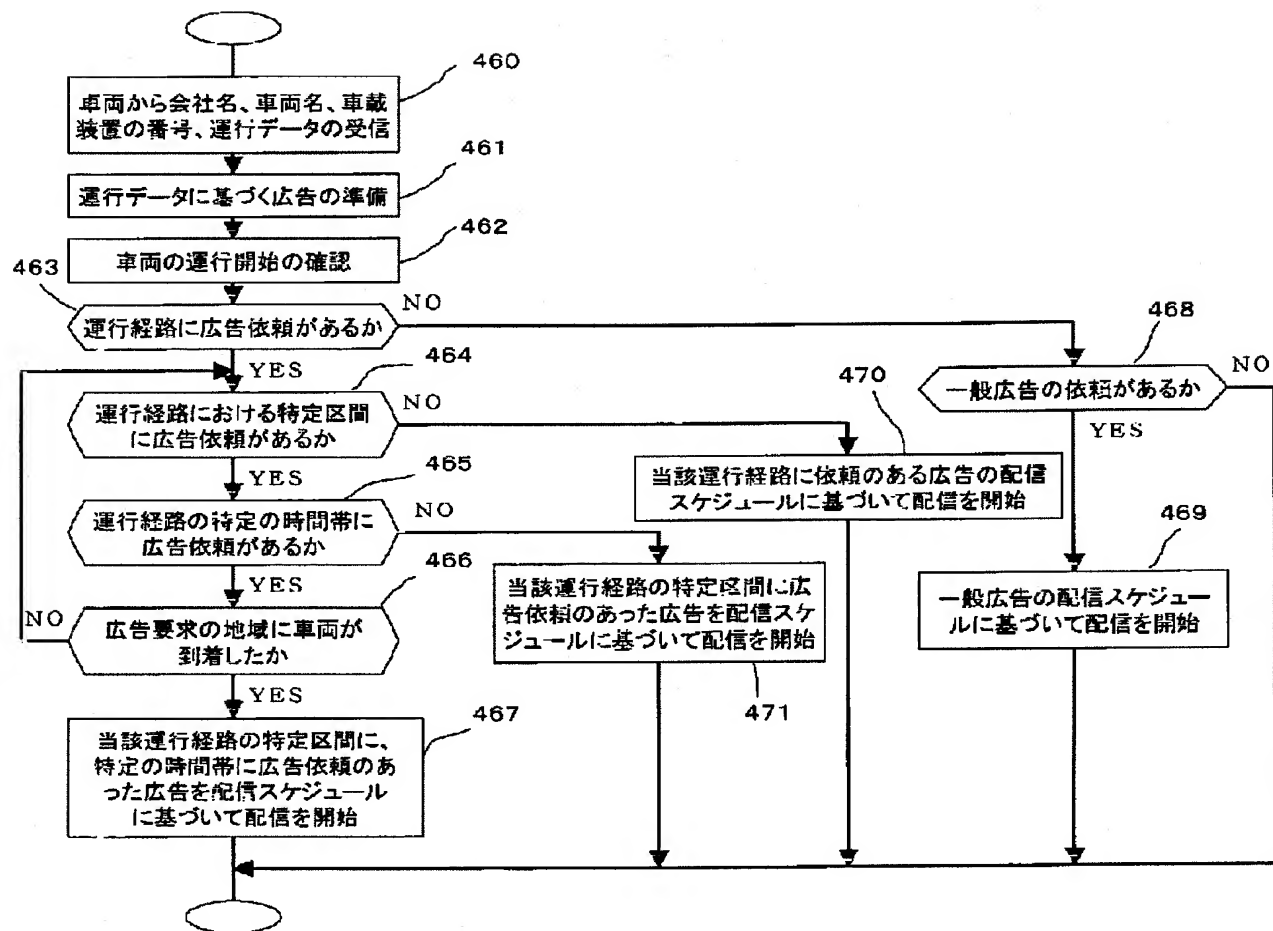 460
車両から会社名、車両名、車載
装置の番号、運行データの受信
461
運行データに基づく広告の準備
462
車両の運行開始の確認
463
運行経路に広告依頼があるか
NO
YES
464
運行経路における特定区間
に広告依頼があるか
NO
YES
465
運行経路の特定の時間帯に
広告依頼があるか
NO
YES
466
広告要求の地域に車両が
到着したか
NO
YES
467
当該運行経路の特定区間に、
特定の時間帯に広告依頼のあ
った広告を配信スケジュール
に基づいて配信を開始
468
一般広告の依頼があるか
NO
YES
469
一般広告の配信スケジュー
ルに基づいて配信を開始
470
当該運行経路に依頼のある広告の配信
スケジュールに基づいて配信を開始
当該運行経路の特定区間に広
告依頼のあった広告を配信スケ
ジュールに基づいて配信を開始
471